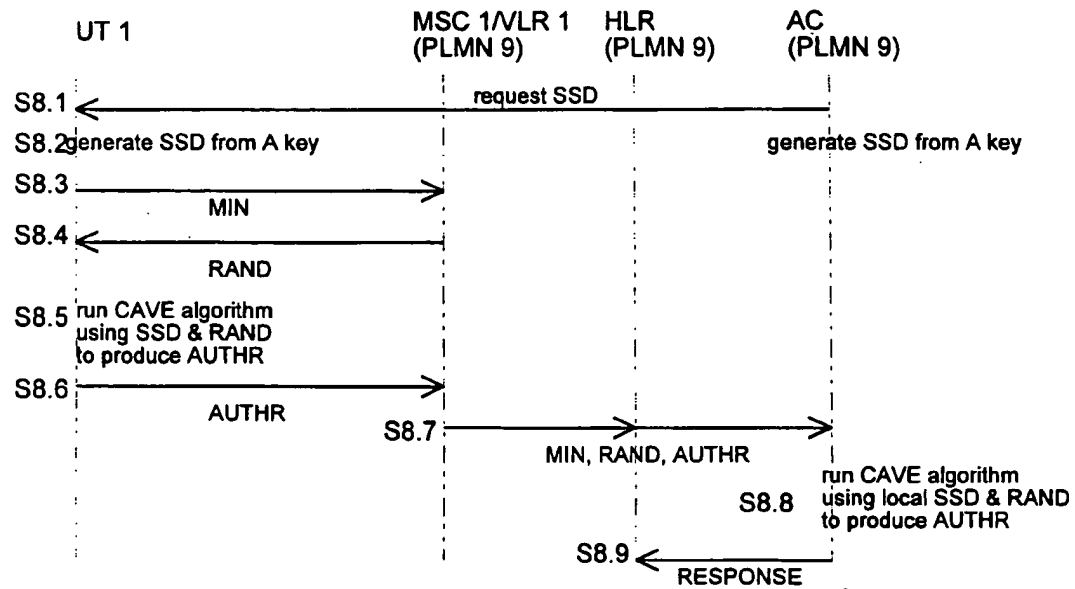 UT 1
MSC 1/VLR 1
(PLMN 9)
HLR
(PLMN 9)
AC
(PLMN 9)
S8.1
request SSD
S8.2
generate SSD from A key
generate SSD from A key
S8.3
MIN
S8.4
RAND
S8.5
run CAVE algorithm
using SSD & RAND
to produce AUTHR
S8.6
AUTHR
S8.7
MIN, RAND, AUTHR
S8.8
run CAVE algorithm
using local SSD & RAND
to produce AUTHR
S8.9
RESPONSE